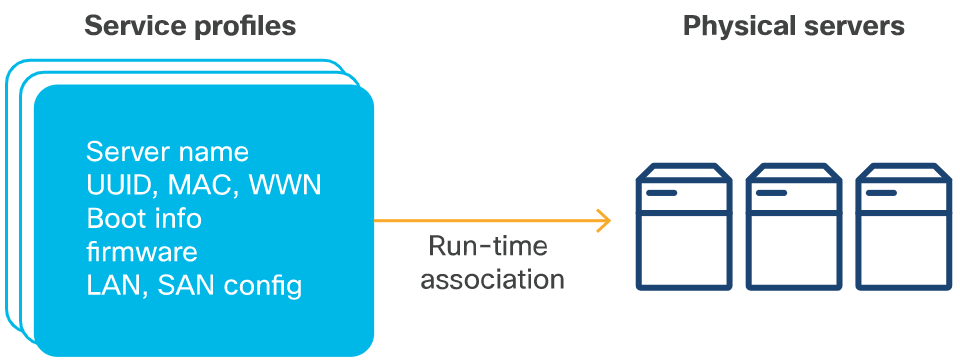 Service profiles
Physical servers
Server name
UUID, MAC, WWN
Boot info
firmware
LAN, SAN config
Run-time
association